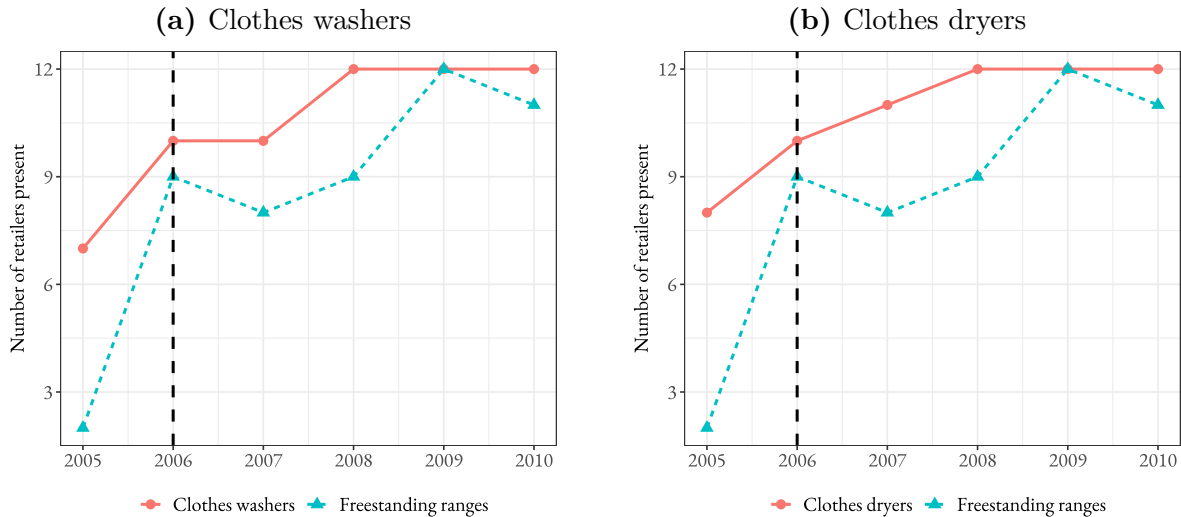 (a) Clothes washers
Number of retailers present
12
9
6
3
2005 2006 2007 2008 2009 2010
Clothes washers Freestanding ranges
(b) Clothes dryers
Number of retailers present
12
9
6
3
2005 2006 2007 2008 2009 2010
Clothes dryers Freestanding ranges